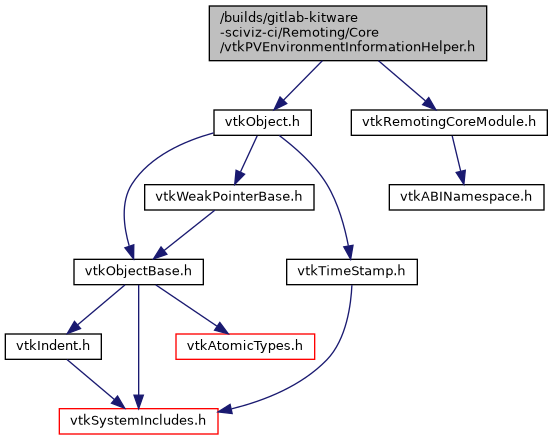 /builds/gitlab-kitware
-sciviz-ci/Remoting/Core
/vtkPVEnvironmentInformationHelper.h
vtkObject.h
vtkRemotingCoreModule.h
vtkWeakPointerBase.h
vtkABINamespace.h
vtkObjectBase.h
vtkTimeStamp.h
vtkIndent.h
vtkAtomicTypes.h
vtkSystemIncludes.h